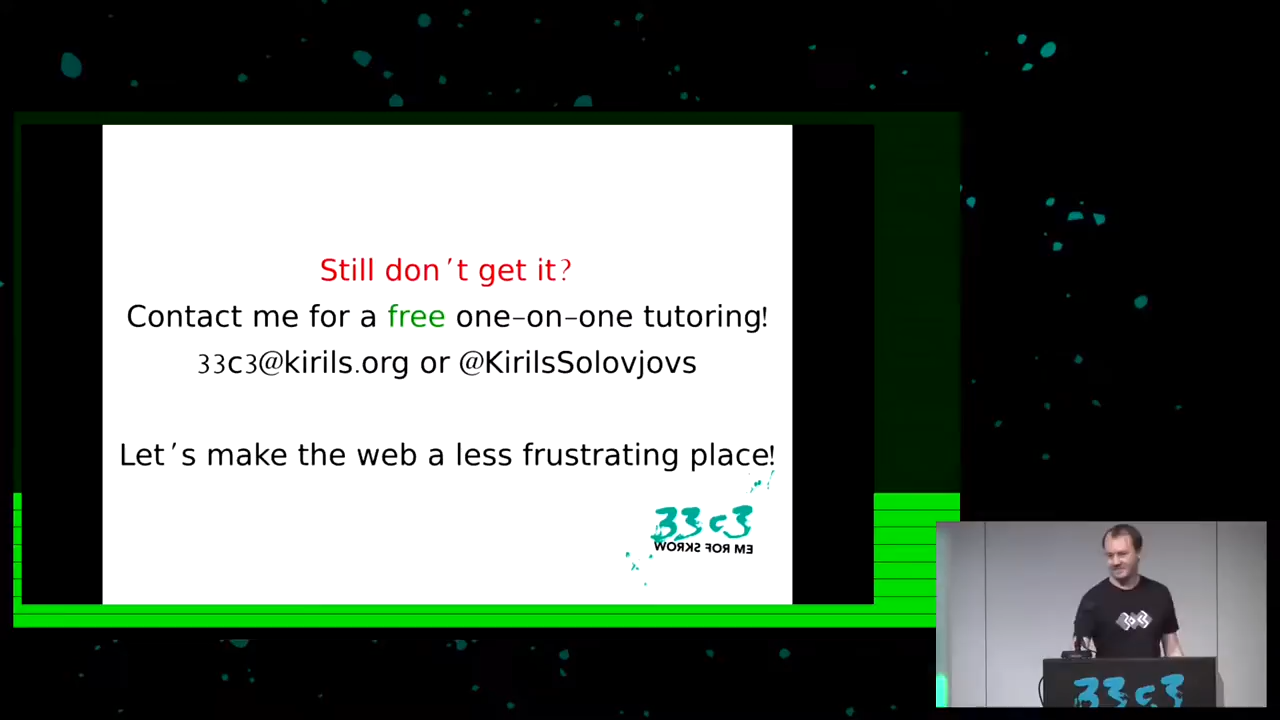 Still don´t get it?
Contact me for a free one-on-one tutoring!
33c3@kirils.org or @KirilsSolovjovs
Let´s make the web a less frustrating place!
33c3
WORKS FOR ME
33c3